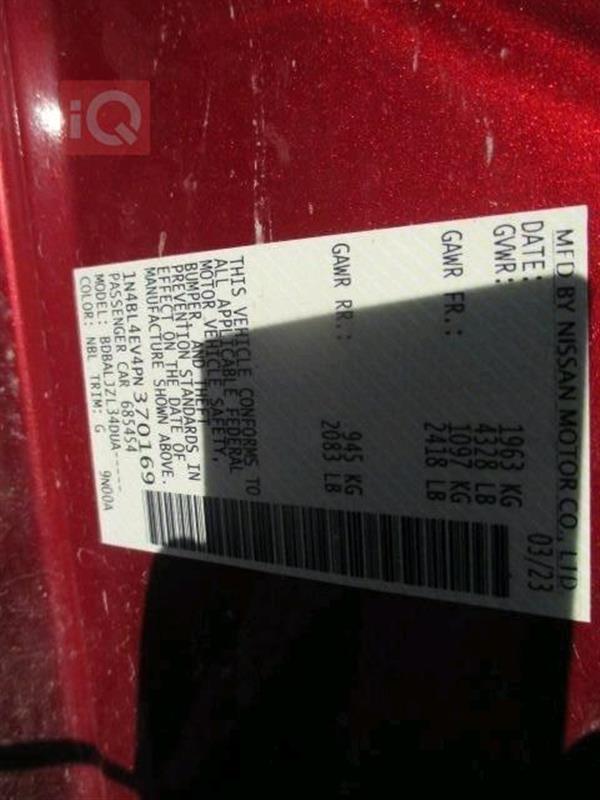 iQ
MFD BY NISSAN MOTOR CO., LTD
DATE: 03/23
GVWR: 1963 KG
4328 LB
GAWR FR.: 1097 KG
2418 LB
GAWR RR.: 945 KG
2083 LB
THIS VEHICLE CONFORMS TO
ALL APPLICABLE FEDERAL
MOTOR VEHICLE SAFETY,
BUMPER AND THEFT
PREVENTION STANDARDS IN
EFFECT ON THE DATE OF
MANUFACTURE SHOWN ABOVE.
1N4BL4EV4PN370169
PASSENGER CAR 685454
MODEL: BDBALJZL34DUA-----
COLOR: NBL TRIM: G 9N00A